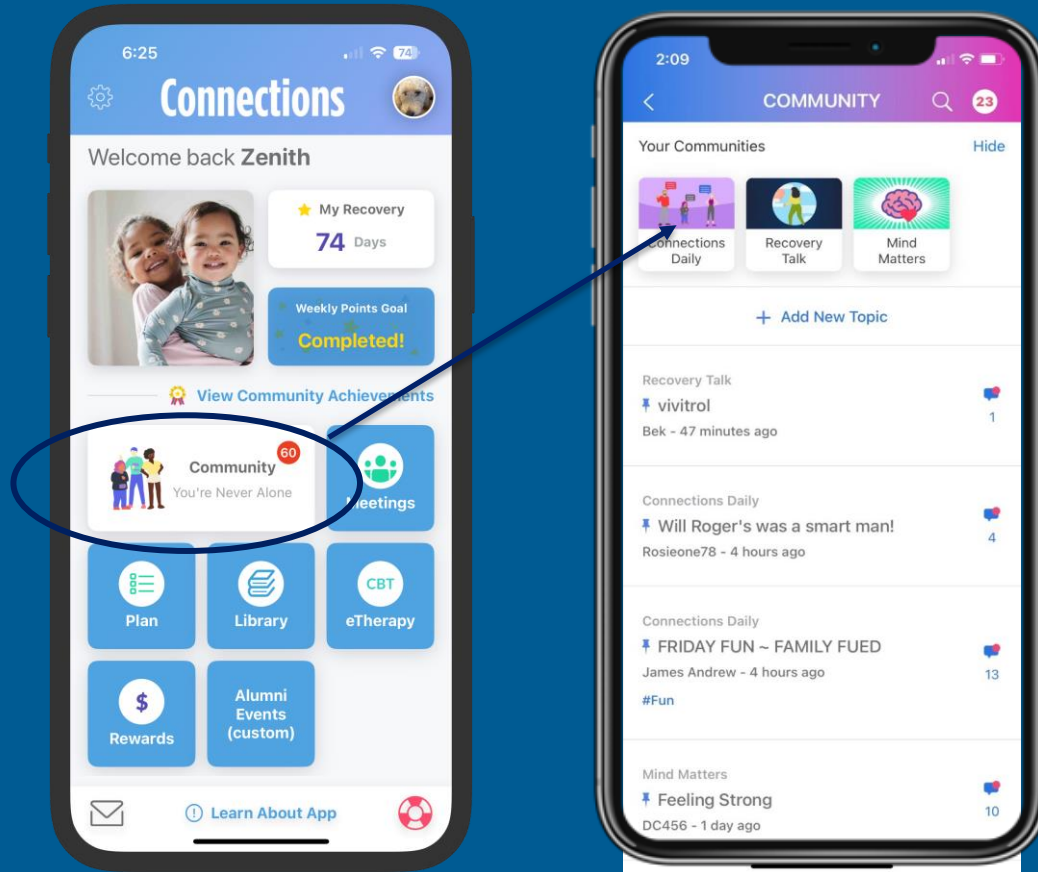 6:25
74
Connections
Welcome back Zenith
My Recovery
74 Days
Weekly Points Goal
Completed!
View Community Achievements
Community
60
You're Never Alone
Meetings
Plan
Library
CBT
eTherapy
$
Rewards
Alumni
Events
(custom)
Learn About App
2:09
COMMUNITY
23
Your Communities
Hide
Connections
Daily
Recovery
Talk
Mind
Matters
+ Add New Topic
Recovery Talk
vivitrol
1
Bek - 47 minutes ago
Connections Daily
Will Roger's was a smart man!
4
Rosieone78 - 4 hours ago
Connections Daily
FRIDAY FUN ~ FAMILY FUED
James Andrew - 4 hours ago
13
#Fun
Mind Matters
Feeling Strong
10
DC456 - 1 day ago